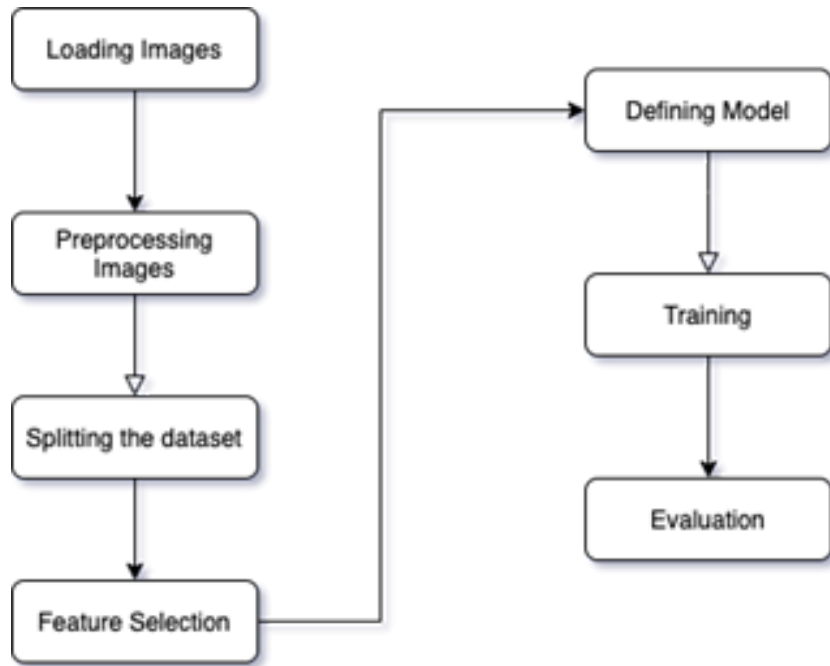 Loading Images
Preprocessing
Images
Splitting the dataset
Feature Selection
Defining Model
Training
Evaluation